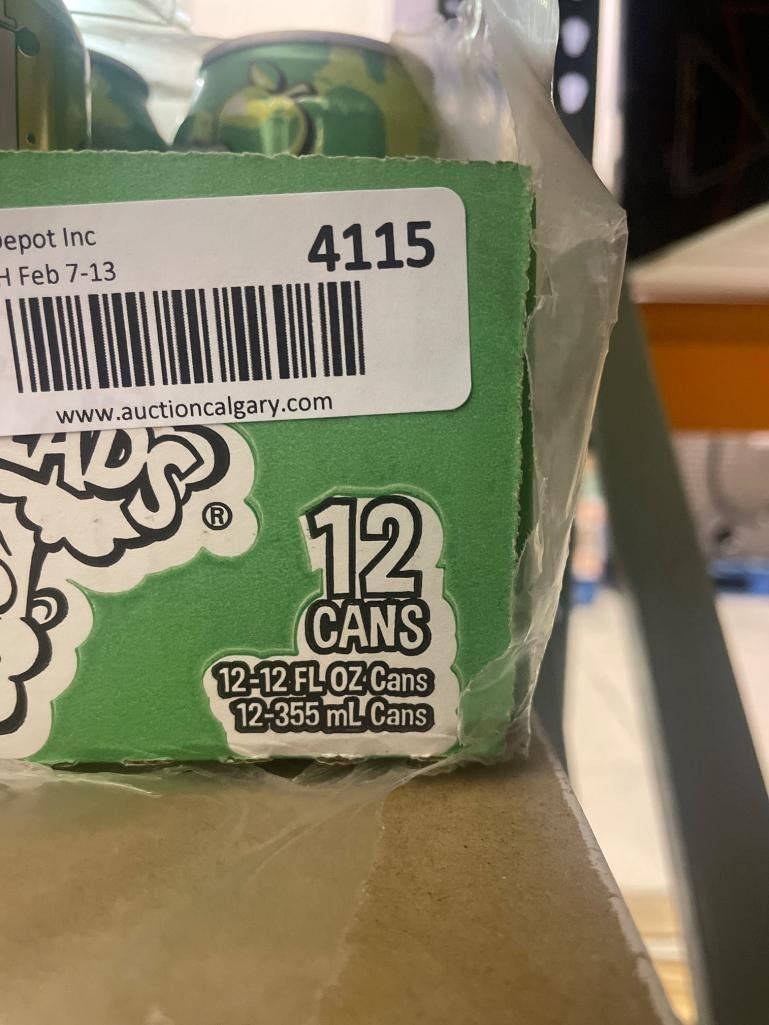 Depot Inc
4115
H Feb 7-13
www.auctioncalgary.com
®
12
CANS
12-12 FL OZ Cans
12-355 mL Cans